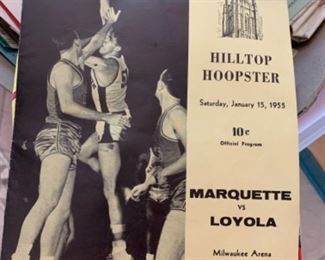 HILLTOP
HOOPSTER
Saturday, January 15, 1955
10c
Official Program
MARQUETTE
VS
LOYOLA
Milwaukee Arena